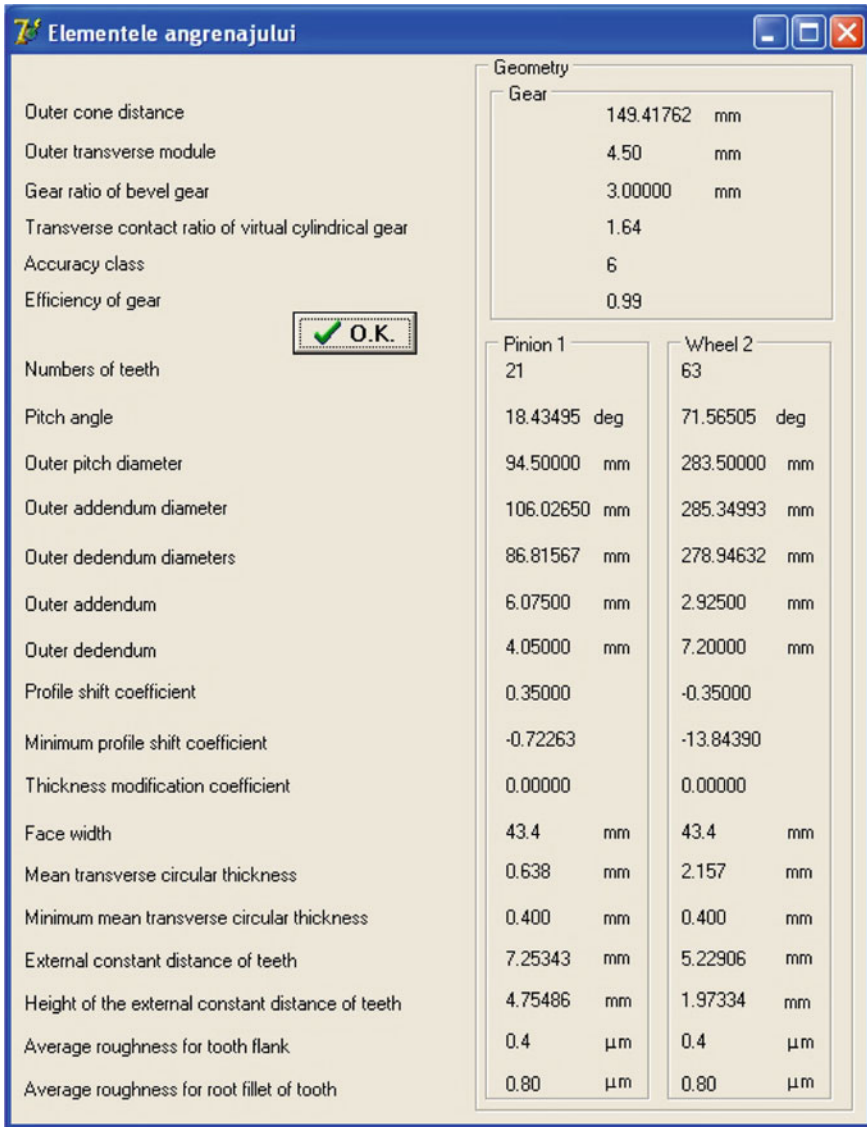 Elementele angrenajului
Geometry
Gear
Outer cone distance 149.41762 mm
Outer transverse module 4.50 mm
Gear ratio of bevel gear 3.00000 mm
Transverse contact ratio of virtual cylindrical gear 1.64
Accuracy class 6
Efficiency of gear 0.99
O.K.
Pinion 1 Wheel 2
Numbers of teeth 21 63
Pitch angle 18.43495 deg 71.56505 deg
Outer pitch diameter 94.50000 mm 283.50000 mm
Outer addendum diameter 106.02650 mm 285.34993 mm
Outer dedendum diameters 86.81567 mm 278.94632 mm
Outer addendum 6.07500 mm 2.92500 mm
Outer dedendum 4.05000 mm 7.20000 mm
Profile shift coefficient 0.35000 -0.35000
Minimum profile shift coefficient -0.72263 -13.84390
Thickness modification coefficient 0.00000 0.00000
Face width 43.4 mm 43.4 mm
Mean transverse circular thickness 0.638 mm 2.157 mm
Minimum mean transverse circular thickness 0.400 mm 0.400 mm
External constant distance of teeth 7.25343 mm 5.22906 mm
Height of the external constant distance of teeth 4.75486 mm 1.97334 mm
Average roughness for tooth flank 0.4 μm 0.4 μm
Average roughness for root fillet of tooth 0.80 μm 0.80 μm